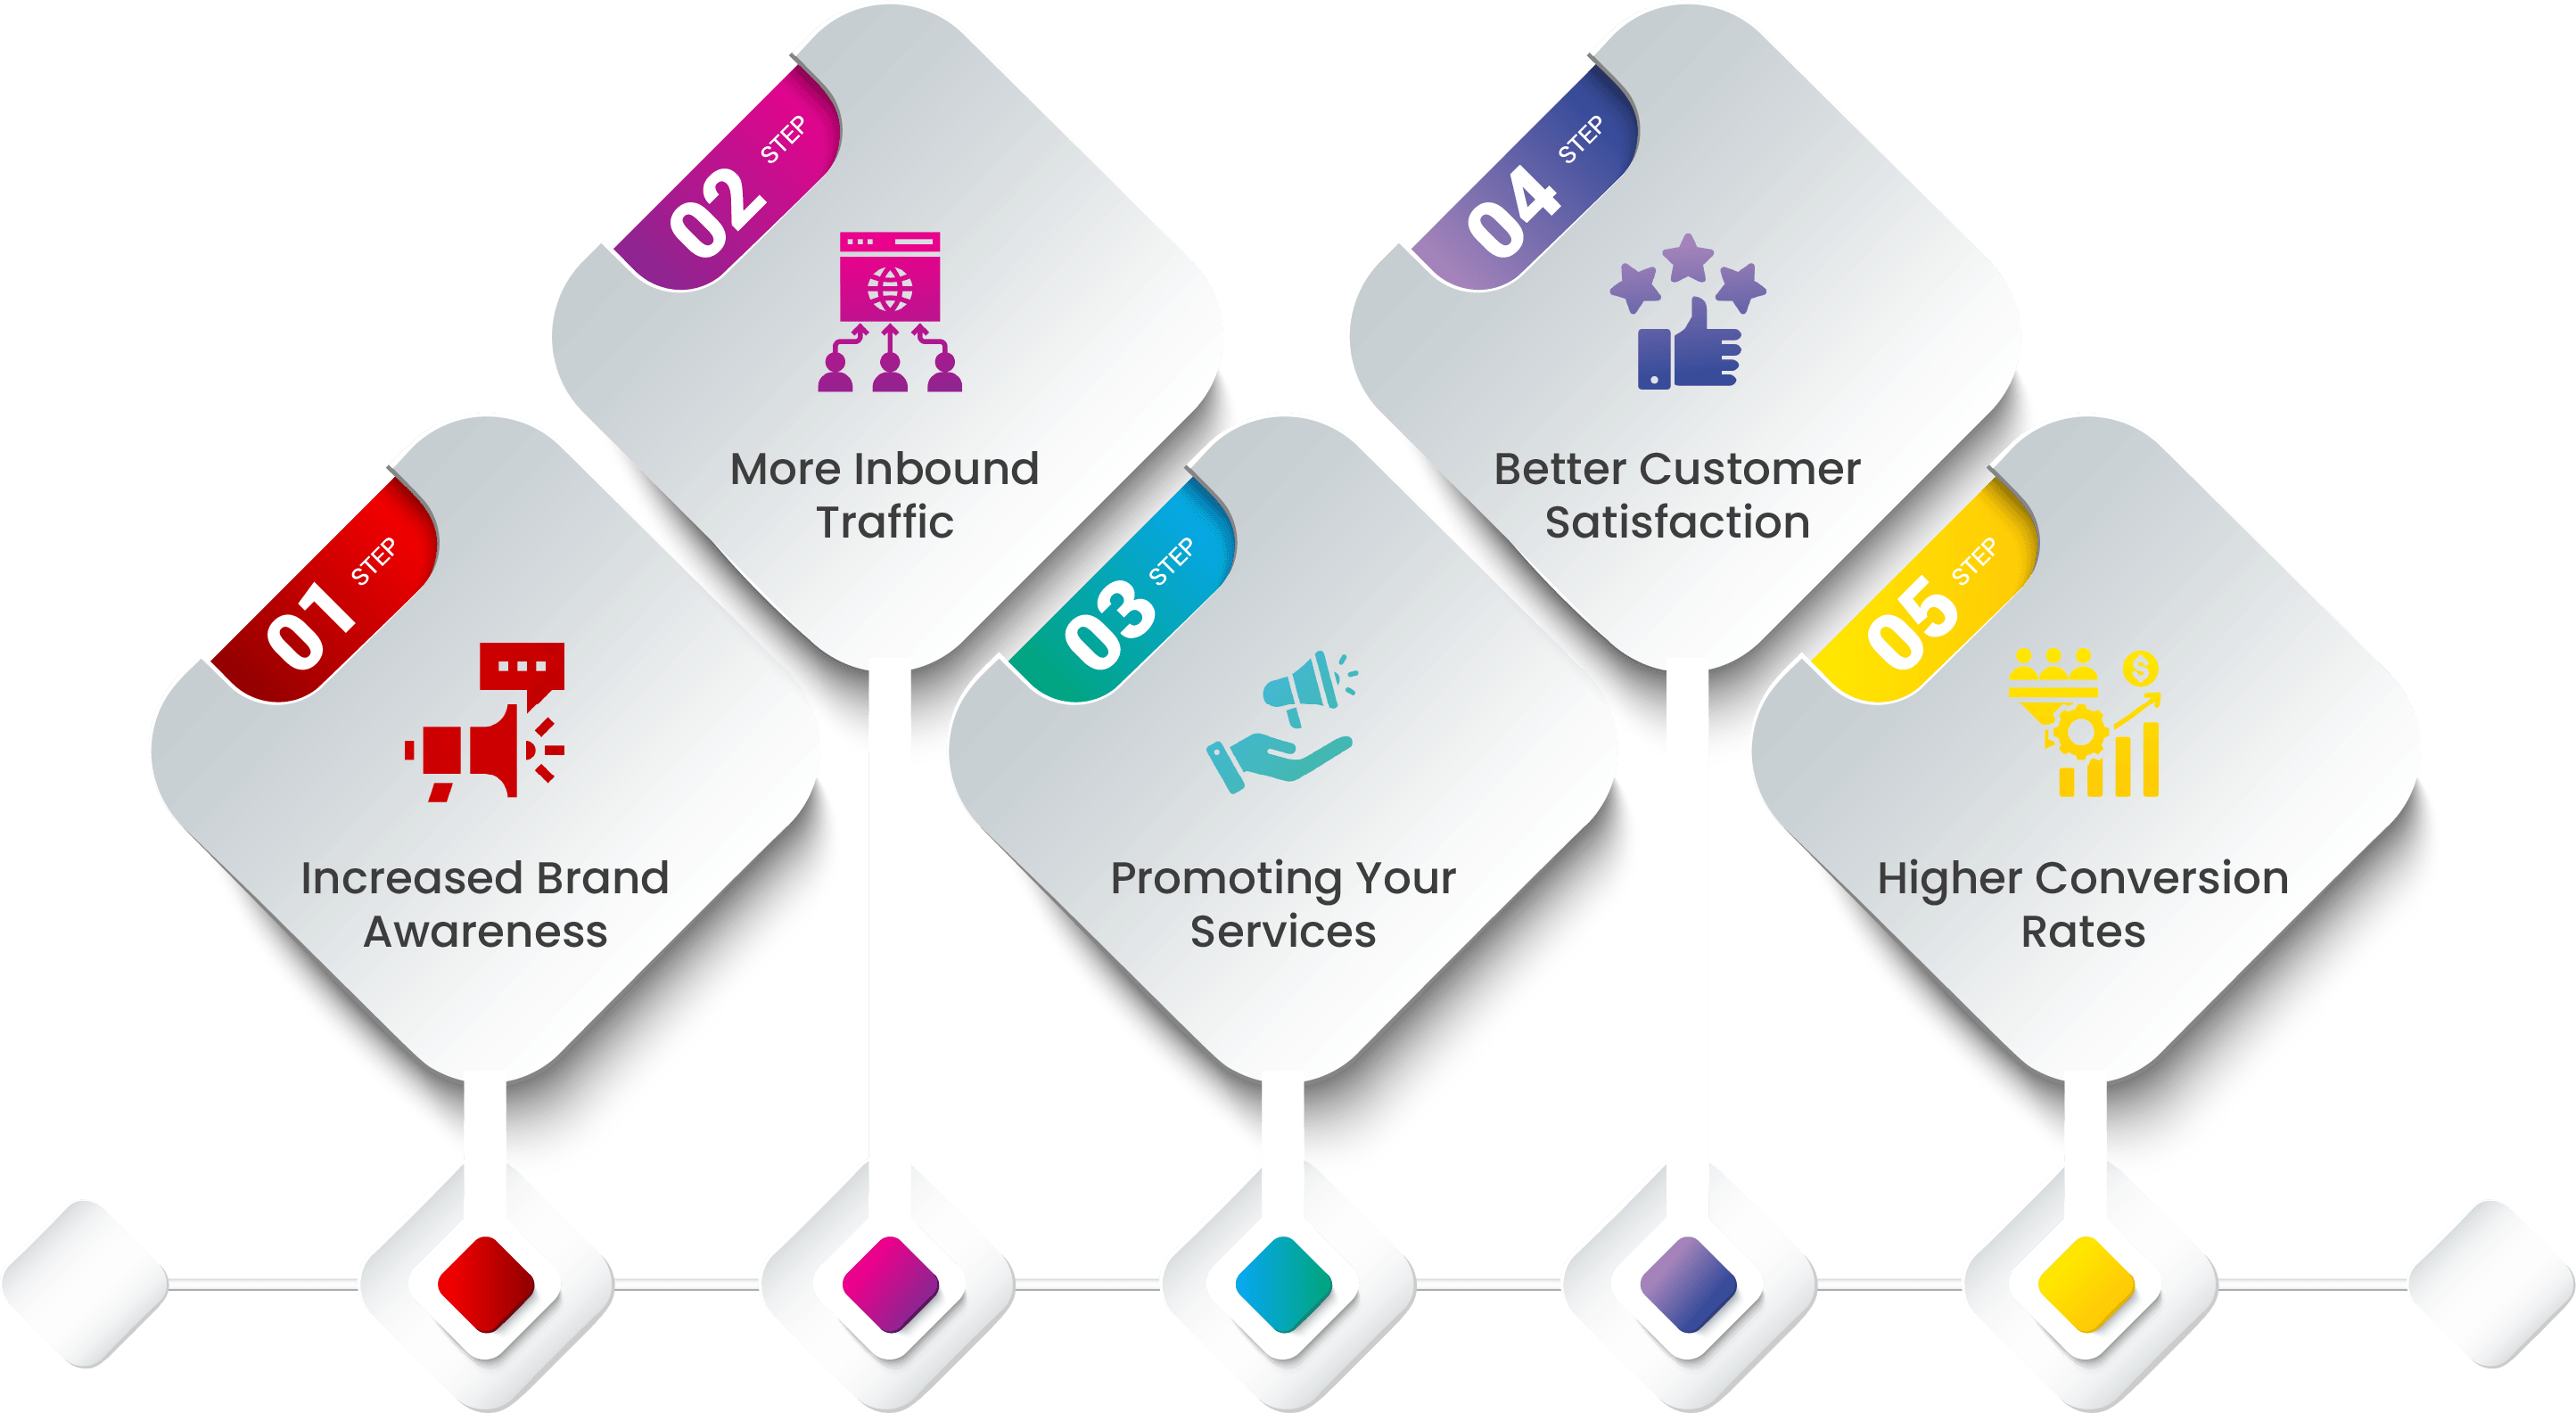 01 STEP
Increased Brand
Awareness
02 STEP
More Inbound
Traffic
03 STEP
Promoting Your
Services
04 STEP
Better Customer
Satisfaction
05 STEP
Higher Conversion
Rates